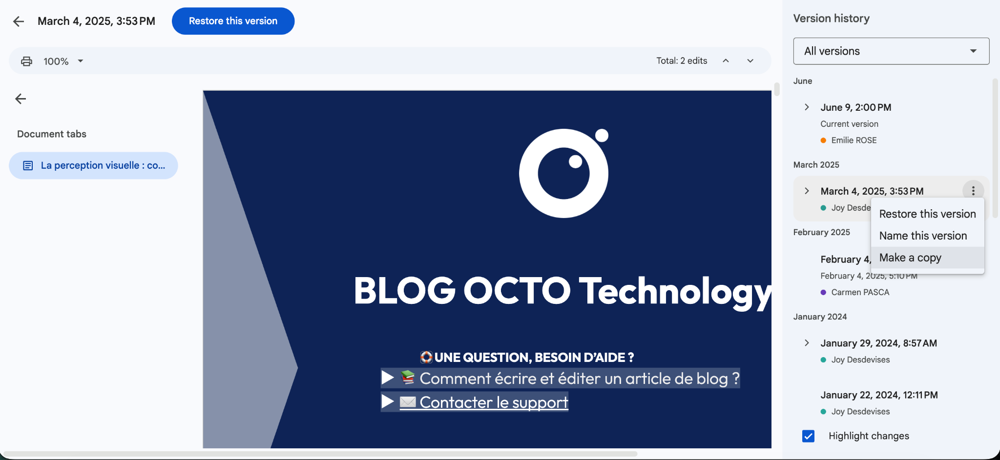 March 4, 2025, 3:53 PM
Restore this version
100%
Total: 2 edits
Document tabs
La perception visuelle : co...
BLOG OCTO Technology
🛟UNE QUESTION, BESOIN D’AIDE ?
▶ 📚 Comment écrire et éditer un article de blog ?
▶ ✉️ Contacter le support
Version history
All versions
June
June 9, 2:00 PM
Current version
Emilie ROSE
March 2025
March 4, 2025, 3:53 PM
Joy Desde
Restore this version
Name this version
Make a copy
February 2025
February 4,
February 4, 2025, 5:10 PM
Carmen PASCA
January 2024
January 29, 2024, 8:57 AM
Joy Desdevises
January 22, 2024, 12:11 PM
Joy Desdevises
Highlight changes